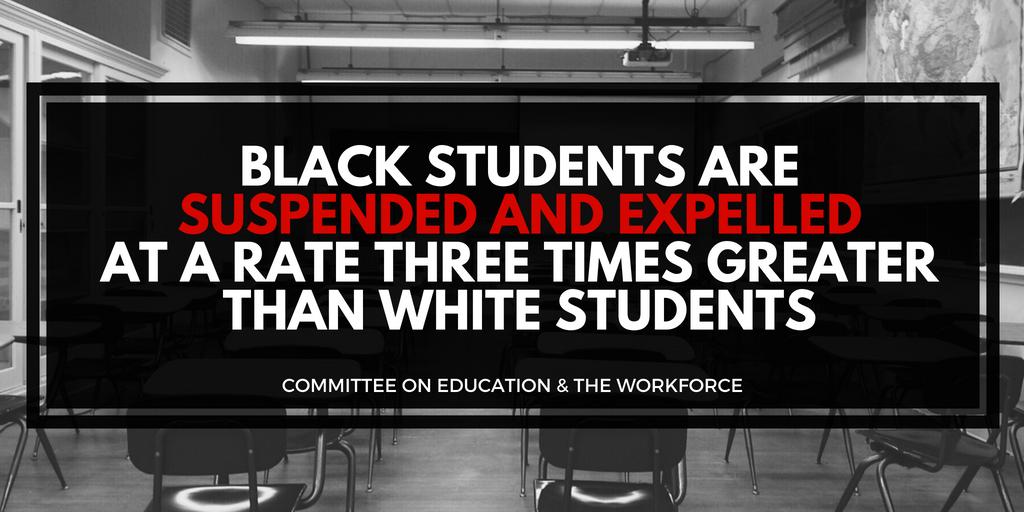 BLACK STUDENTS ARE
SUSPENDED AND EXPELLED
AT A RATE THREE TIMES GREATER
THAN WHITE STUDENTS
COMMITTEE ON EDUCATION & THE WORKFORCE